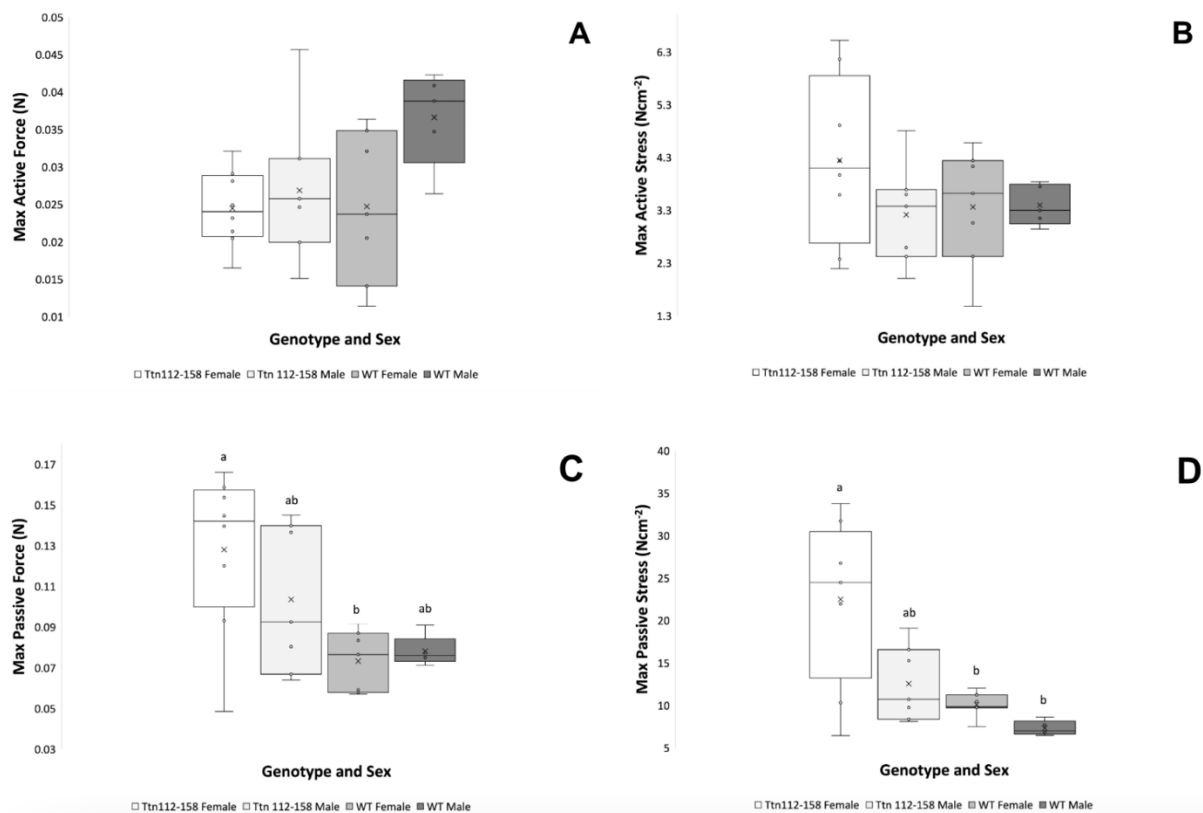 A
Max Active Force (N)
0.05
0.045
0.04
0.035
0.03
0.025
0.02
0.015
0.01
Genotype and Sex
Ttn112-158 Female Ttn 112-158 Male WT Female WT Male
B
Max Active Stress (Ncm⁻²)
6.3
5.3
4.3
3.3
2.3
1.3
Genotype and Sex
Ttn112-158 Female Ttn 112-158 Male WT Female WT Male
C
Max Passive Force (N)
0.17
0.15
0.13
0.11
0.09
0.07
0.05
0.03
a
ab
b
ab
Genotype and Sex
Ttn112-158 Female Ttn 112-158 Male WT Female WT Male
D
Max Passive Stress (Ncm⁻²)
40
35
30
25
20
15
10
5
a
ab
b
b
Genotype and Sex
Ttn112-158 Female Ttn 112-158 Male WT Female WT Male